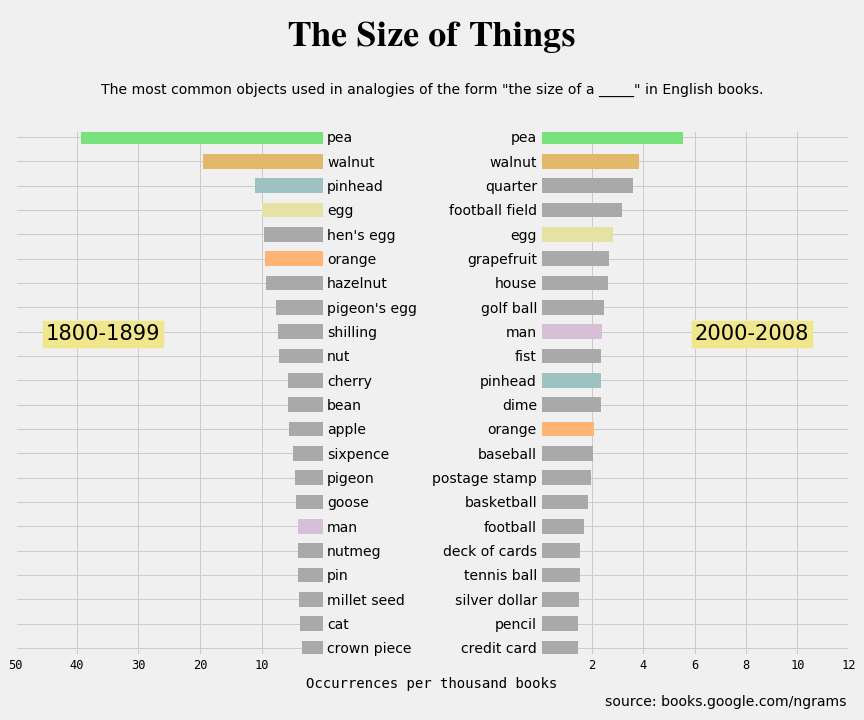 The Size of Things
The most common objects used in analogies of the form "the size of a _____" in English books.
pea pea
walnut walnut
pinhead quarter
egg football field
hen's egg egg
orange grapefruit
hazelnut house
pigeon's egg golf ball
1800-1899 shilling man 2000-2008
nut fist
cherry pinhead
bean dime
apple orange
sixpence baseball
pigeon postage stamp
goose basketball
man football
nutmeg deck of cards
pin tennis ball
millet seed silver dollar
cat pencil
crown piece credit card
50 40 30 20 10 2 4 6 8 10 12
Occurrences per thousand books
source: books.google.com/ngrams